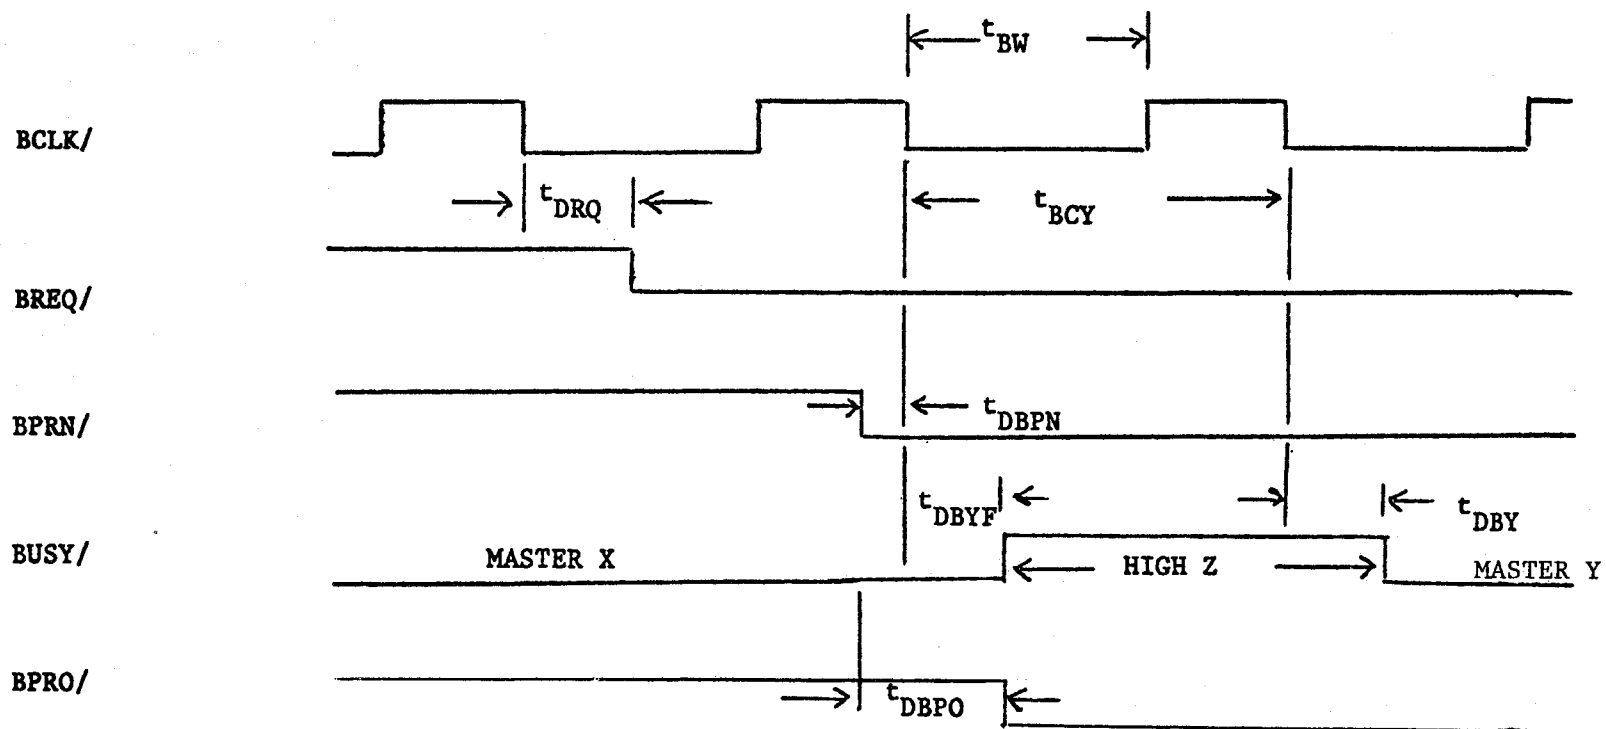 tBW
BCLK/
tDRQ
tBCY
BREQ/
BPRN/
tDBPN
tDBYF
tDBY
BUSY/
MASTER X
HIGH Z
MASTER Y
BPRO/
tDBPO